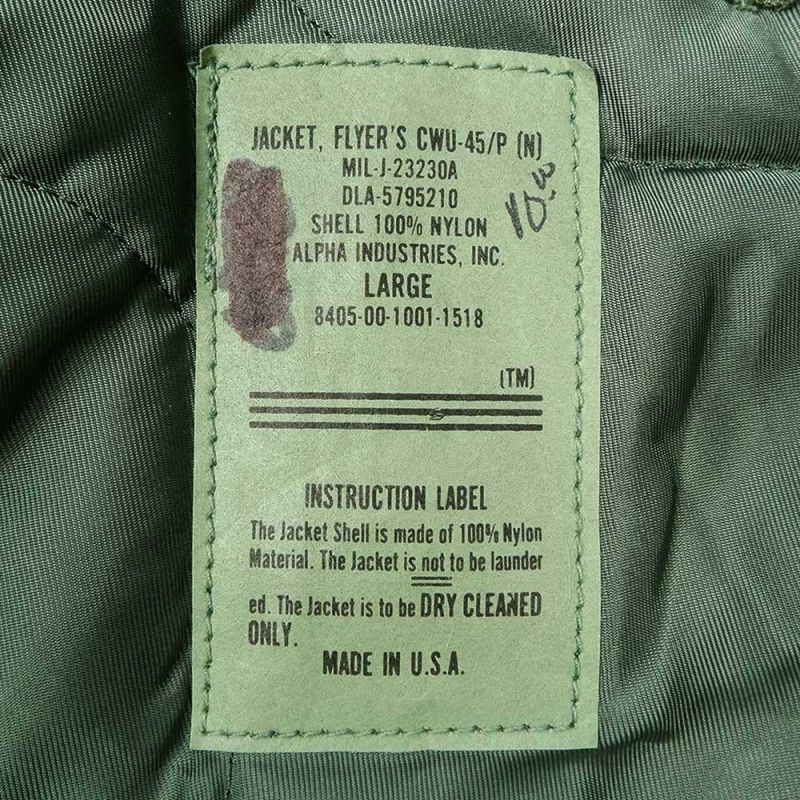 JACKET, FLYER'S CWU-45/P (N)
MIL-J-23230A
DLA-5795210
SHELL 100% NYLON
ALPHA INDUSTRIES, INC.
LARGE
8405-00-1001-1518
(TM)
INSTRUCTION LABEL
The Jacket Shell is made of 100% Nylon
Material. The Jacket is not to be launder
ed. The Jacket is to be DRY CLEANED
ONLY.
MADE IN U.S.A.